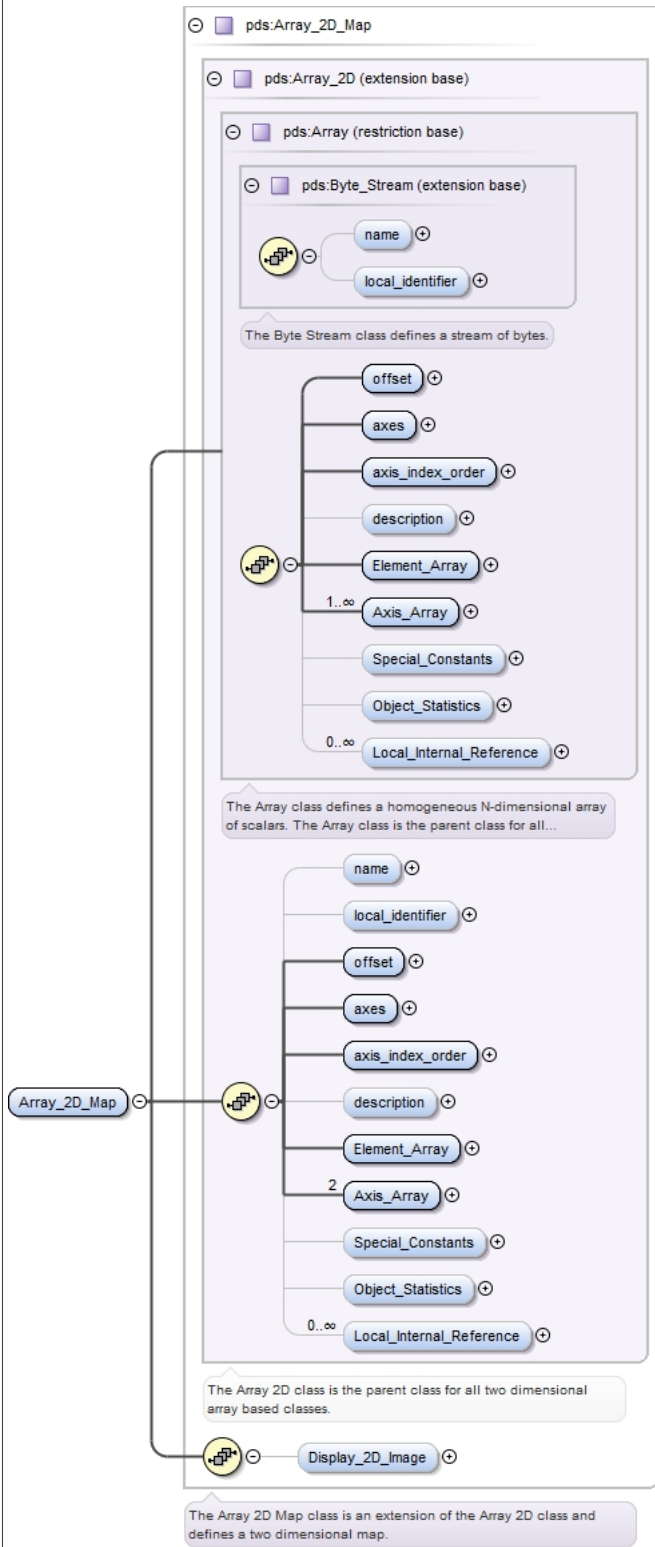 pds:Array_2D_Map
pds:Array_2D (extension base)
pds:Array (restriction base)
pds:Byte_Stream (extension base)
name
local_identifier
The Byte Stream class defines a stream of bytes.
offset
axes
axis_index_order
description
Element_Array
1..∞
Axis_Array
Special_Constants
Object_Statistics
0..∞
Local_Internal_Reference
The Array class defines a homogeneous N-dimensional array
of scalars. The Array class is the parent class for all...
name
local_identifier
offset
axes
axis_index_order
Array_2D_Map
description
Element_Array
2
Axis_Array
Special_Constants
Object_Statistics
0..∞
Local_Internal_Reference
The Array 2D class is the parent class for all two dimensional
array based classes.
Display_2D_Image
The Array 2D Map class is an extension of the Array 2D class and
defines a two dimensional map.